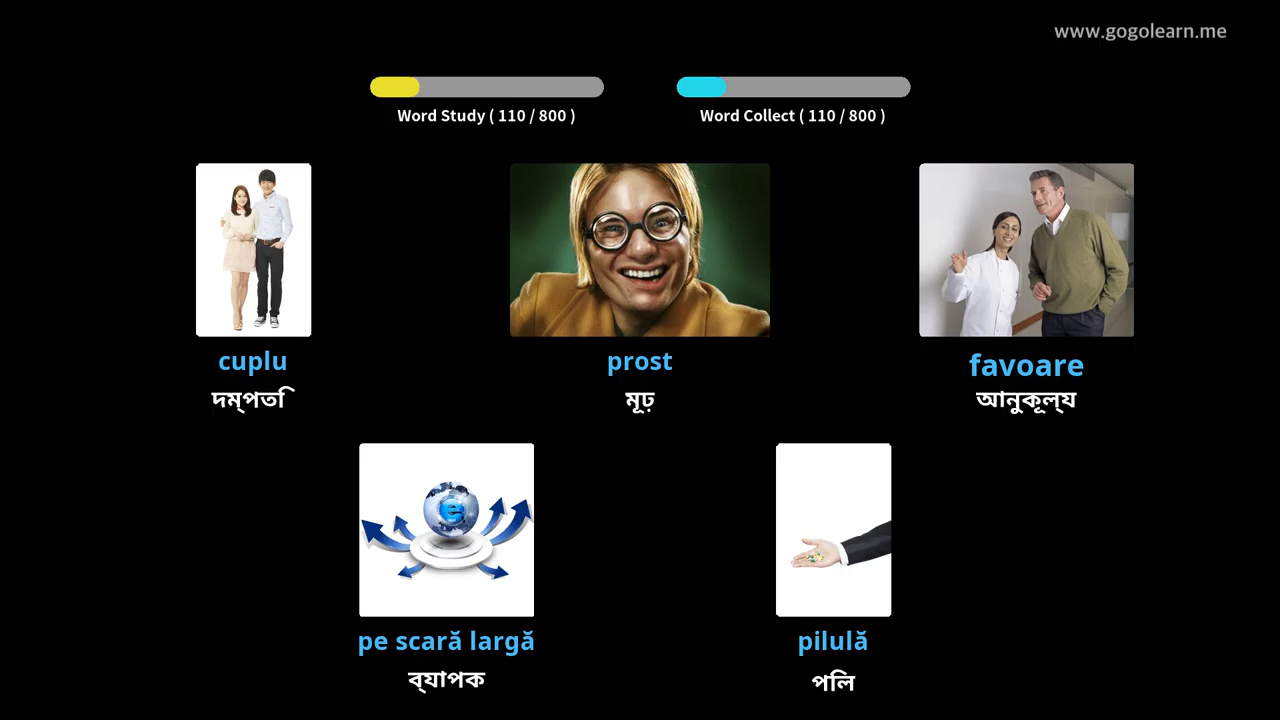 www.gogolearn.me
Word Study ( 110 / 800 )
Word Collect ( 110 / 800 )
cuplu
দম্পতি
prost
মূঢ়
favoare
আনুকূল্য
pe scară largă
ব্যাপক
pilulă
পিল